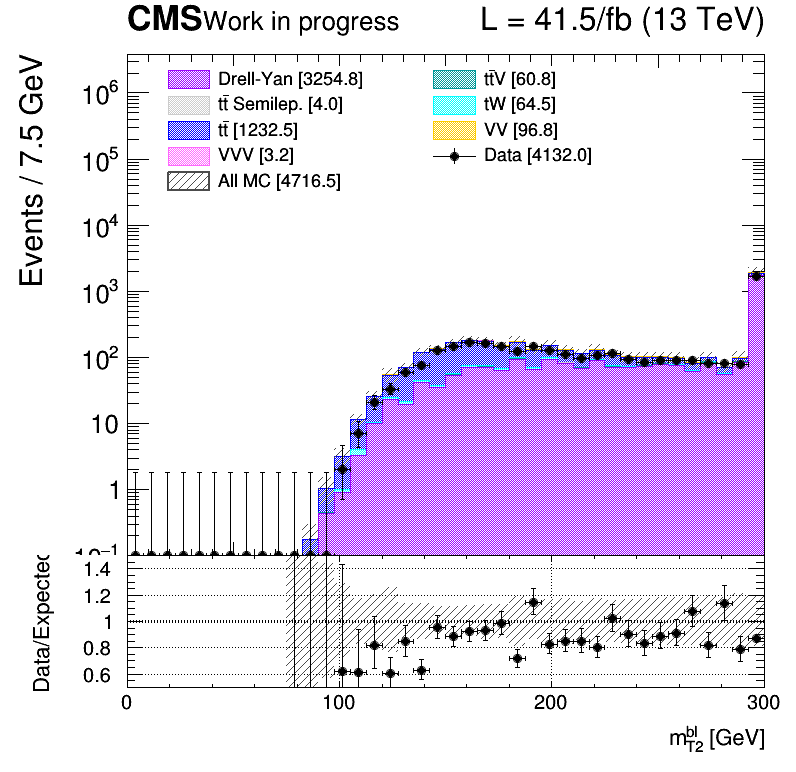 CMS Work in progress L = 41.5/fb (13 TeV)
Events / 7.5 GeV
Drell-Yan [3254.8]
tt̄ Semilep. [4.0]
tt̄ [1232.5]
VVV [3.2]
All MC [4716.5]
tt̄V [60.8]
tW [64.5]
VV [96.8]
Data [4132.0]
10⁶
10⁵
10⁴
10³
10²
10
1
10⁻¹
Data/Expected
1.4
1.2
1
0.8
0.6
0 100 200 300
m_{T2}^{bl} [GeV]